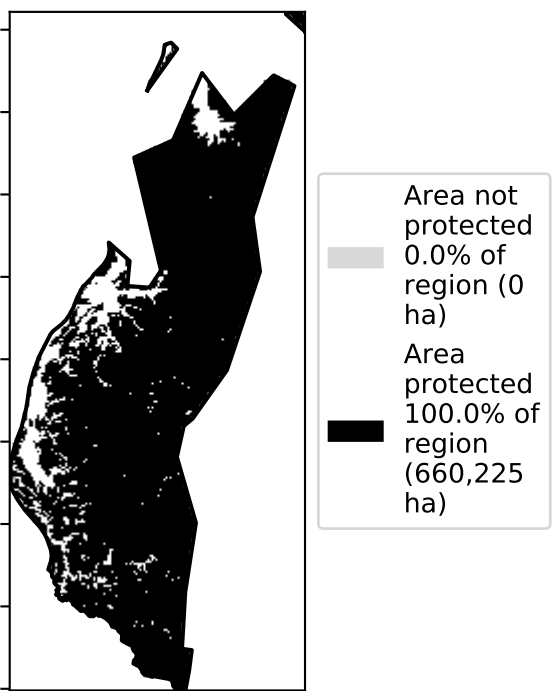 Area not
protected
0.0% of
region (0
ha)
Area
protected
100.0% of
region
(660,225
ha)